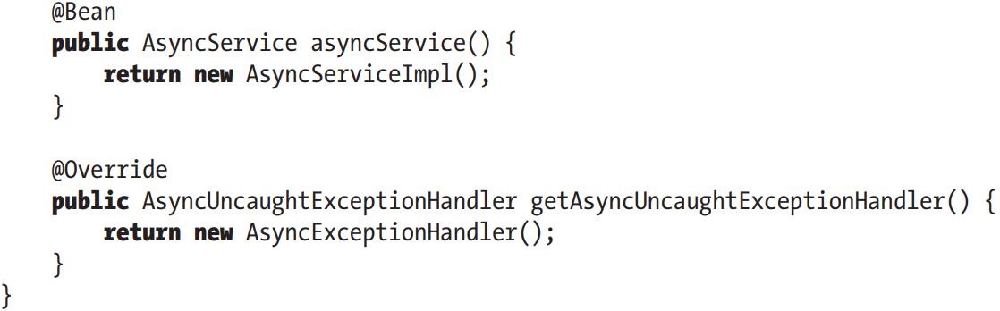 @Bean
public AsyncService asyncService() {
return new AsyncServiceImpl();
}
@Override
public AsyncUncaughtExceptionHandler getAsyncUncaughtExceptionHandler() {
return new AsyncExceptionHandler();
}
}